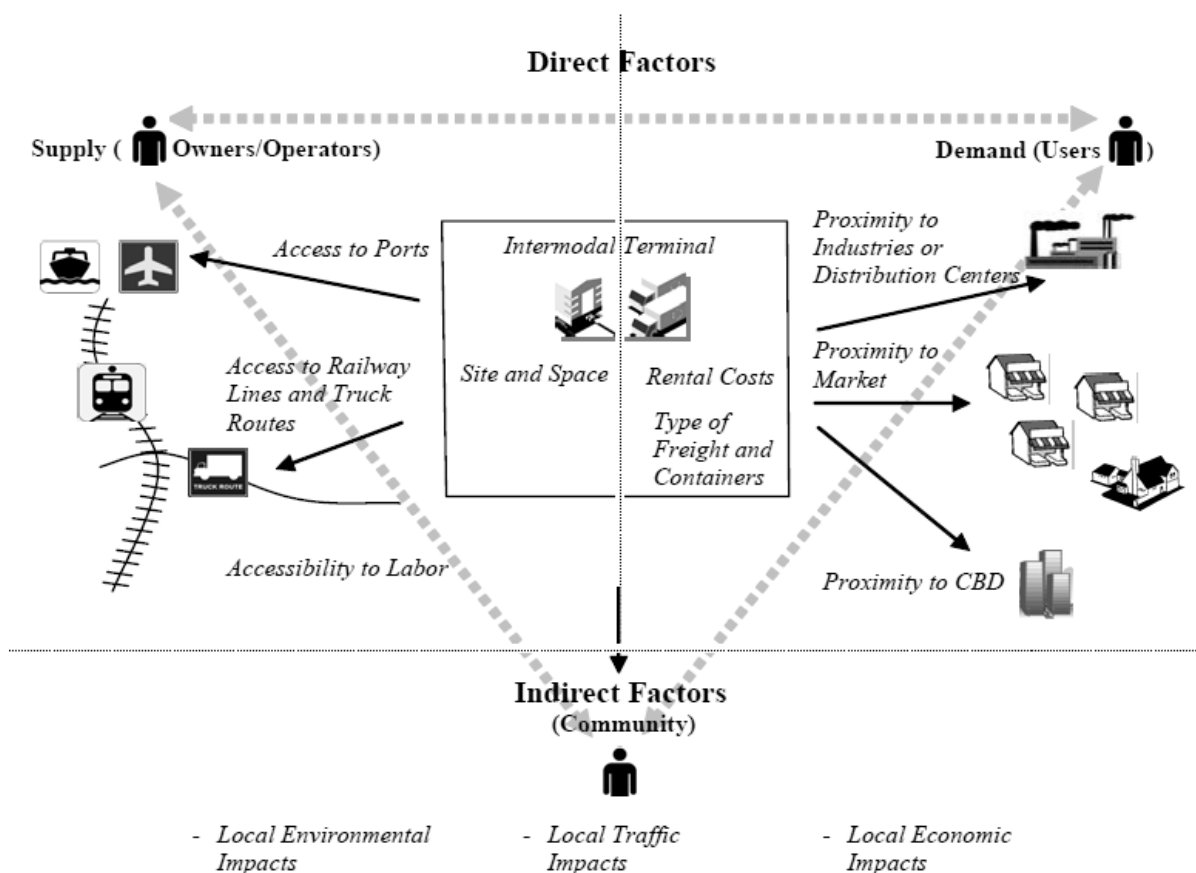 Direct Factors
Supply ( Owners/Operators)
Demand (Users )
Access to Ports
Intermodal Terminal
Proximity to
Industries or
Distribution Centers
Access to Railway
Lines and Truck
Routes
Site and Space
Rental Costs
Type of
Freight and
Containers
Proximity to
Market
TRUCK ROUTE
Accessibility to Labor
Proximity to CBD
Indirect Factors
(Community)
- Local Environmental
Impacts
- Local Traffic
Impacts
- Local Economic
Impacts